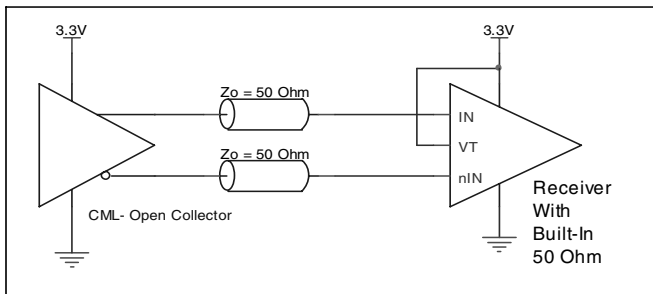 3.3V
3.3V
Zo = 50 Ohm
IN
VT
Zo = 50 Ohm
nIN
CML- Open Collector
Receiver
With
Built-In
50 Ohm